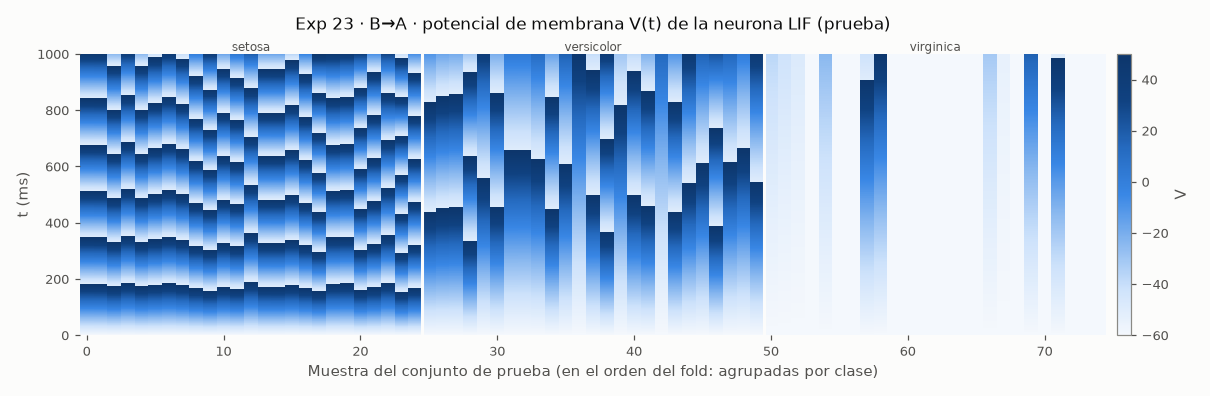 Exp 23 · B→A · potencial de membrana V(t) de la neurona LIF (prueba)
setosa versicolor virginica
1000
800
600
400
200
0
t (ms)
0 10 20 30 40 50 60 70
Muestra del conjunto de prueba (en el orden del fold: agrupadas por clase)
40
20
0
−20
−40
−60
V